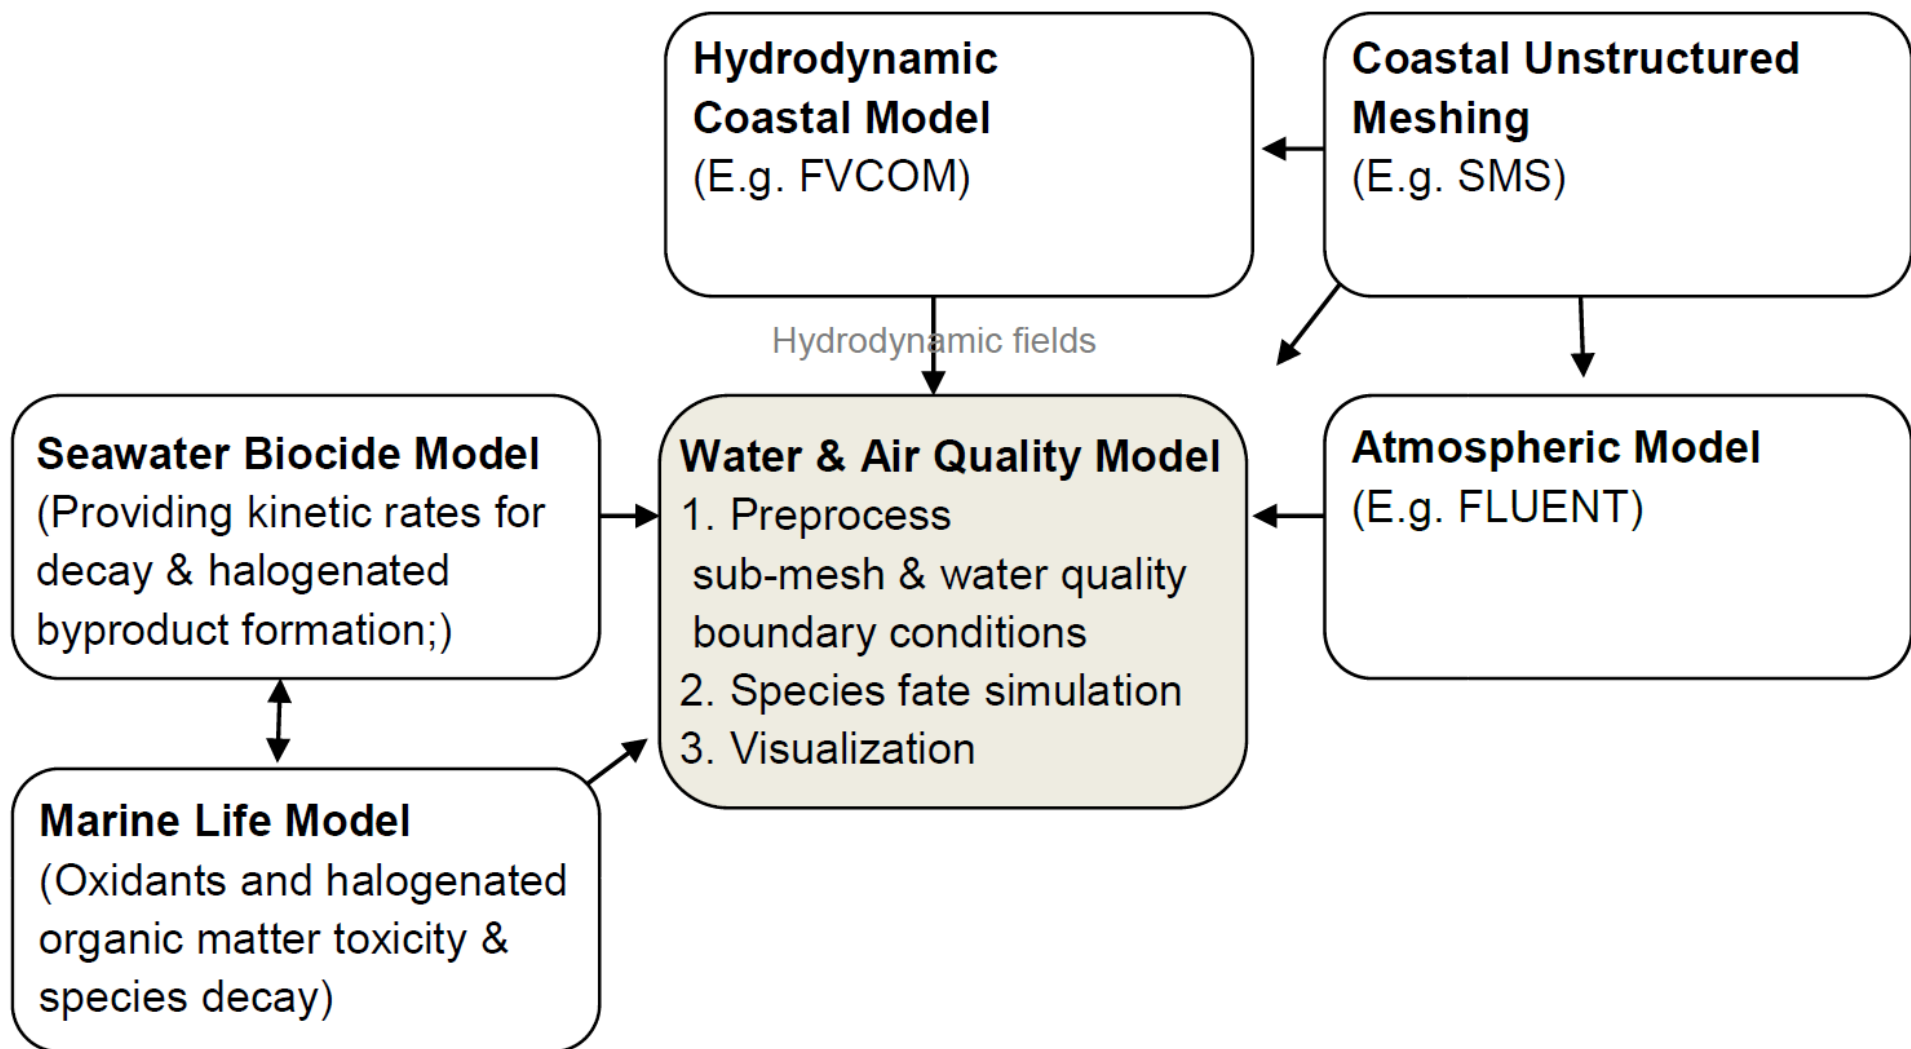 Hydrodynamic
Coastal Model
(E.g. FVCOM)
Coastal Unstructured
Meshing
(E.g. SMS)
Hydrodynamic fields
Seawater Biocide Model
(Providing kinetic rates for
decay & halogenated
byproduct formation;)
Water & Air Quality Model
1. Preprocess
sub-mesh & water quality
boundary conditions
2. Species fate simulation
3. Visualization
Atmospheric Model
(E.g. FLUENT)
Marine Life Model
(Oxidants and halogenated
organic matter toxicity &
species decay)